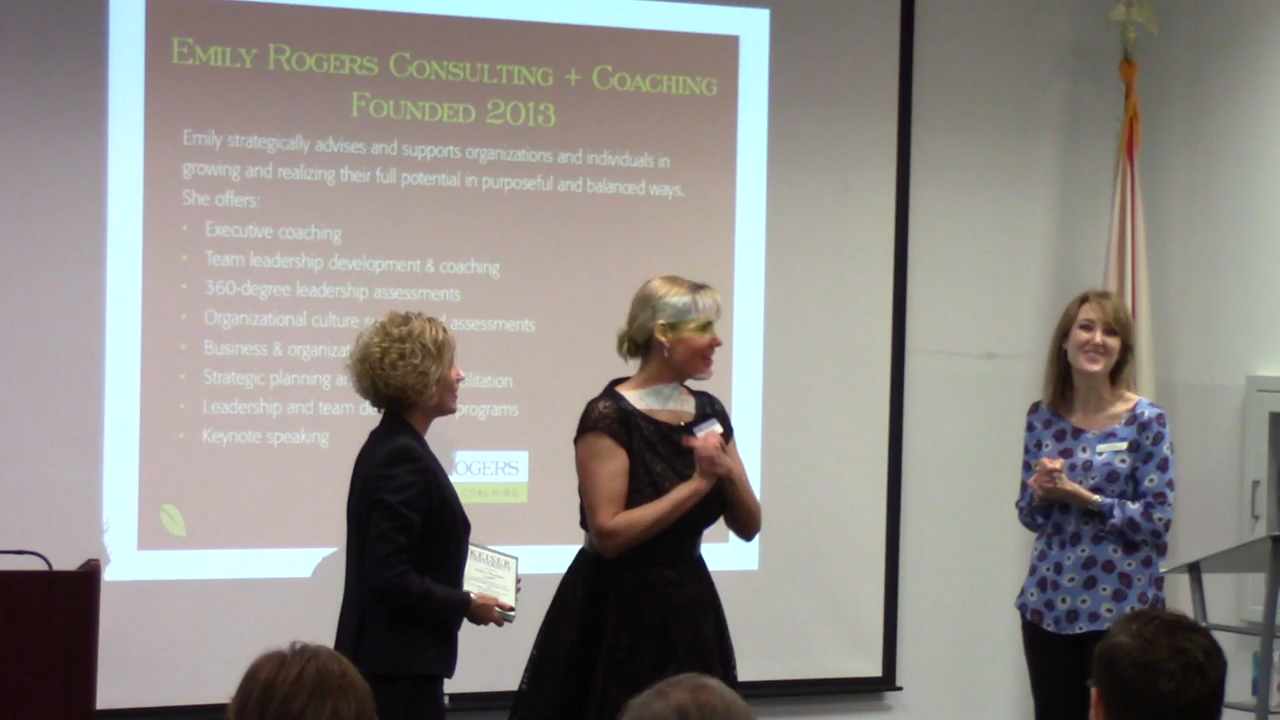 EMILY ROGERS CONSULTING + COACHING
FOUNDED 2013
Emily strategically advises and supports organizations and individuals in
growing and realizing their full potential in purposeful and balanced ways.
She offers:
• Executive coaching
• Team leadership development & coaching
• 360-degree leadership assessments
• Organizational culture assessments
• Business &
• Strategic planning
• Leadership and team programs
• Keynote speaking
ROGERS
COACHING
KEISER
UNIVERSITY